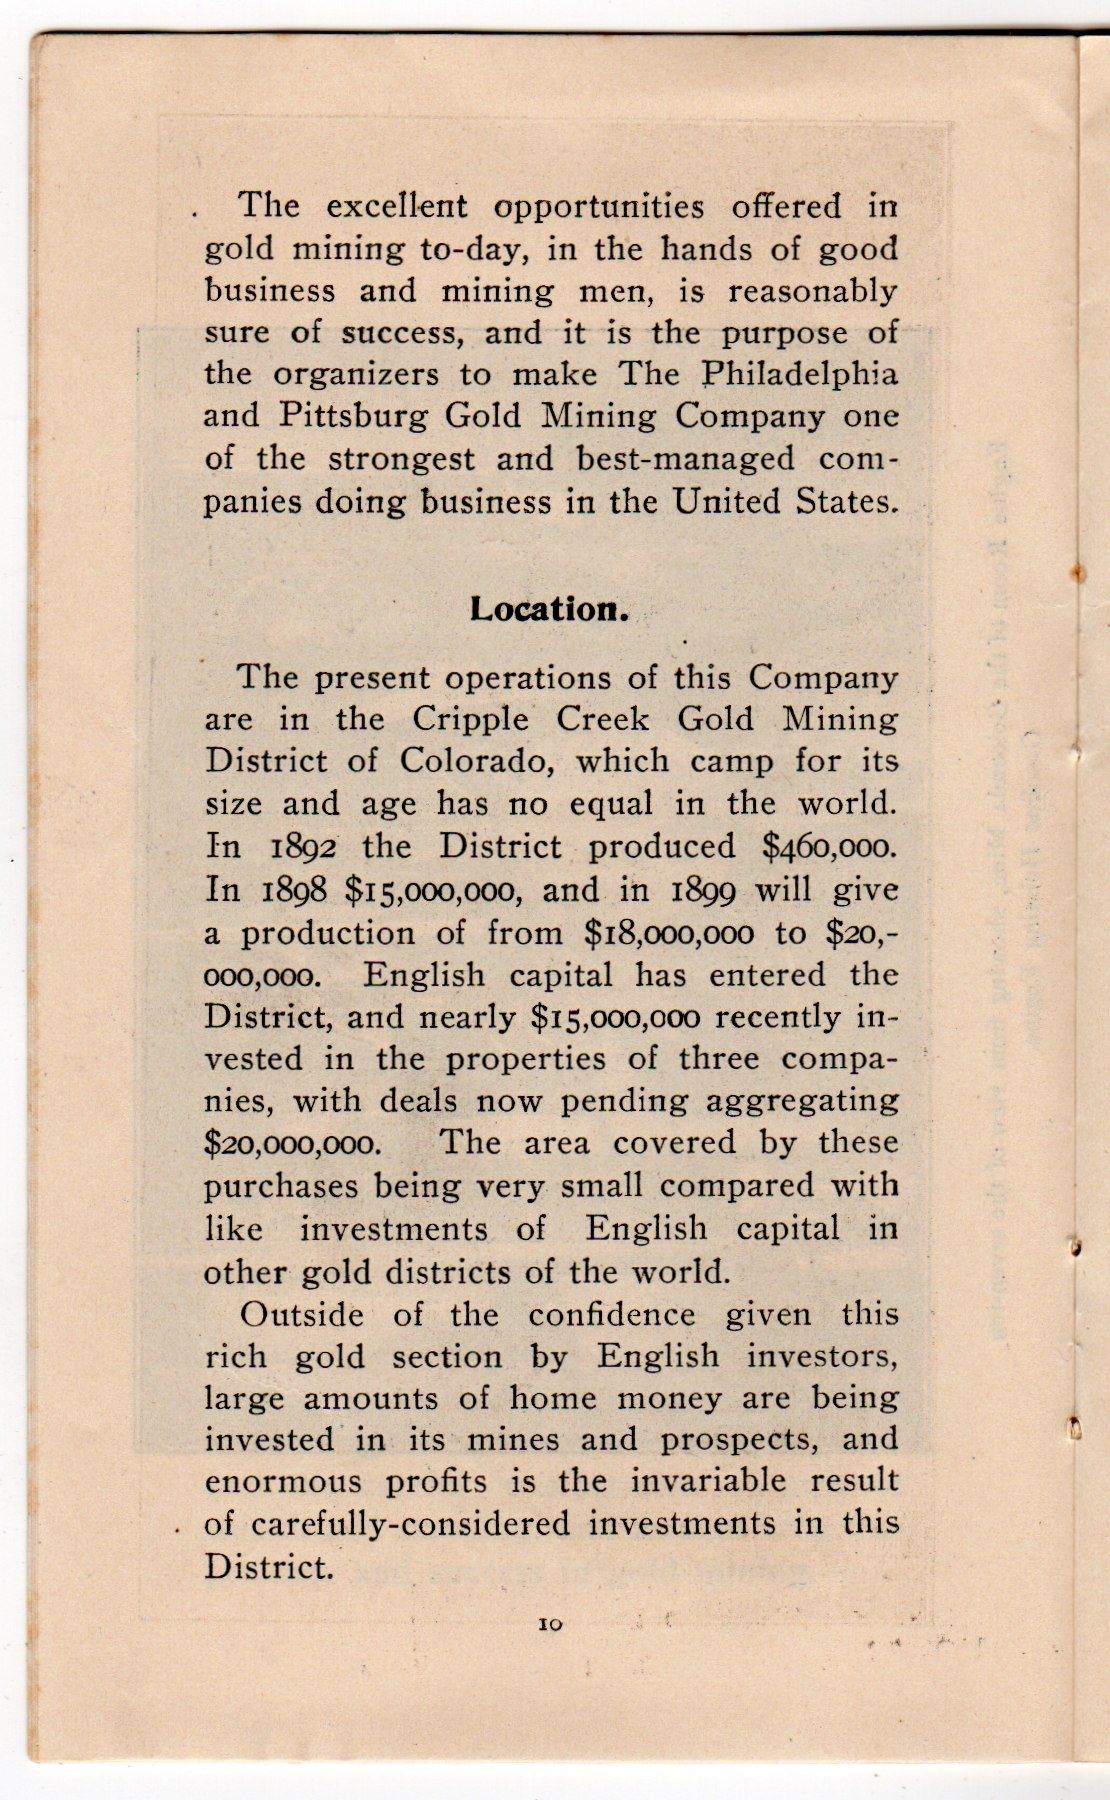 The excellent opportunities offered in
gold mining to-day, in the hands of good
business and mining men, is reasonably
sure of success, and it is the purpose of
the organizers to make The Philadelphia
and Pittsburg Gold Mining Company one
of the strongest and best-managed com-
panies doing business in the United States.
Location.
The present operations of this Company
are in the Cripple Creek Gold Mining
District of Colorado, which camp for its
size and age has no equal in the world.
In 1892 the District produced $460,000.
In 1898 $15,000,000, and in 1899 will give
a production of from $18,000,000 to $20,-
000,000. English capital has entered the
District, and nearly $15,000,000 recently in-
vested in the properties of three compa-
nies, with deals now pending aggregating
$20,000,000. The area covered by these
purchases being very small compared with
like investments of English capital in
other gold districts of the world.
Outside of the confidence given this
rich gold section by English investors,
large amounts of home money are being
invested in its mines and prospects, and
enormous profits is the invariable result
of carefully-considered investments in this
District.
10